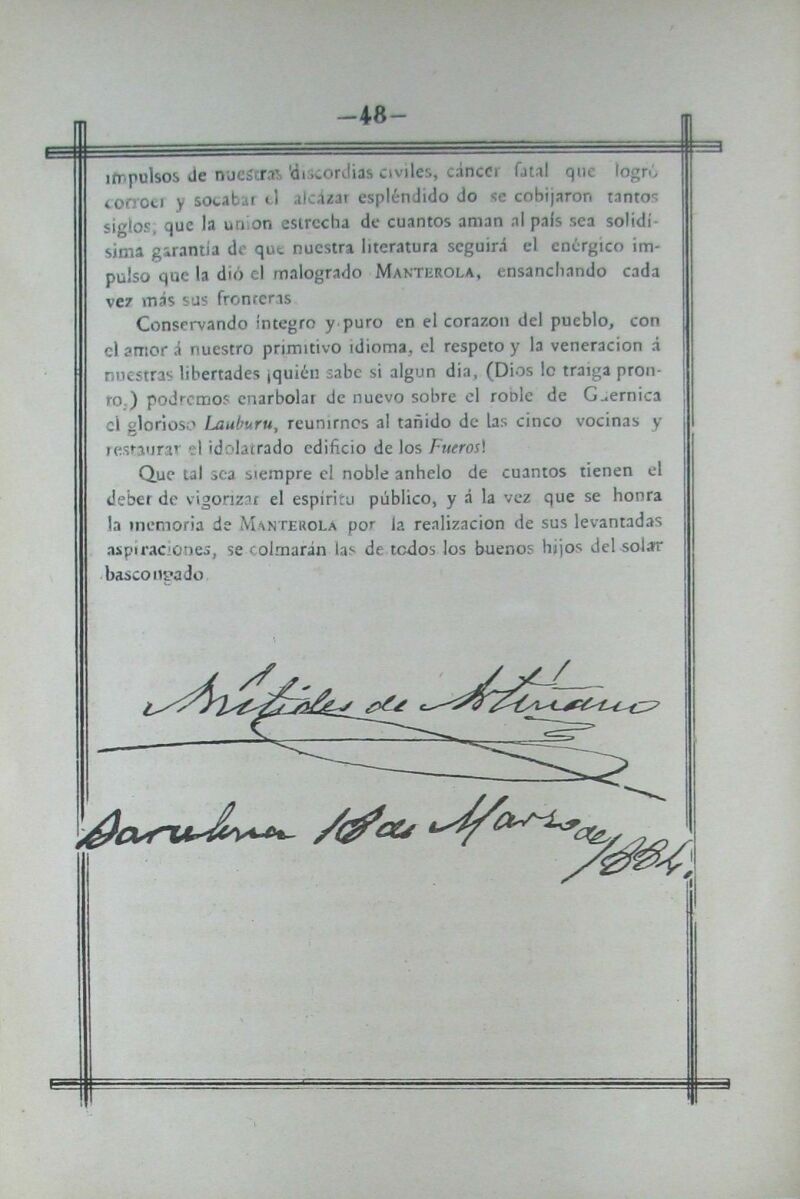 —48—
impulsos de nuestras discordias civiles, cáncer fatal que logró
corroer y socabar el alcázar espléndido do se cobijaron tantos
siglos; que la union estrecha de cuantos aman al país sea solidí-
sima garantía de que nuestra literatura seguirá el enérgico im-
pulso que la dió el malogrado MANTEROLA, ensanchando cada
vez más sus fronteras.
Conservando íntegro y puro en el corazon del pueblo, con
el amor á nuestro primitivo idioma, el respeto y la veneracion á
nuestras libertades ¡quién sabe si algun dia, (Dios lo traiga pron-
to,) podremos enarbolar de nuevo sobre el roble de Guernica
el glorioso Lauburu, reunirnos al tañido de las cinco vocinas y
restaurar el idolatrado edificio de los Fueros!
Que tal sea siempre el noble anhelo de cuantos tienen el
deber de vigorizar el espíritu público, y á la vez que se honra
la memoria de MANTEROLA por la realizacion de sus levantadas
aspiraciones, se colmarán las de todos los buenos hijos del solar
bascongado.
Arístides de Artiñano
Barcelona 18 de Marzo de
1884.